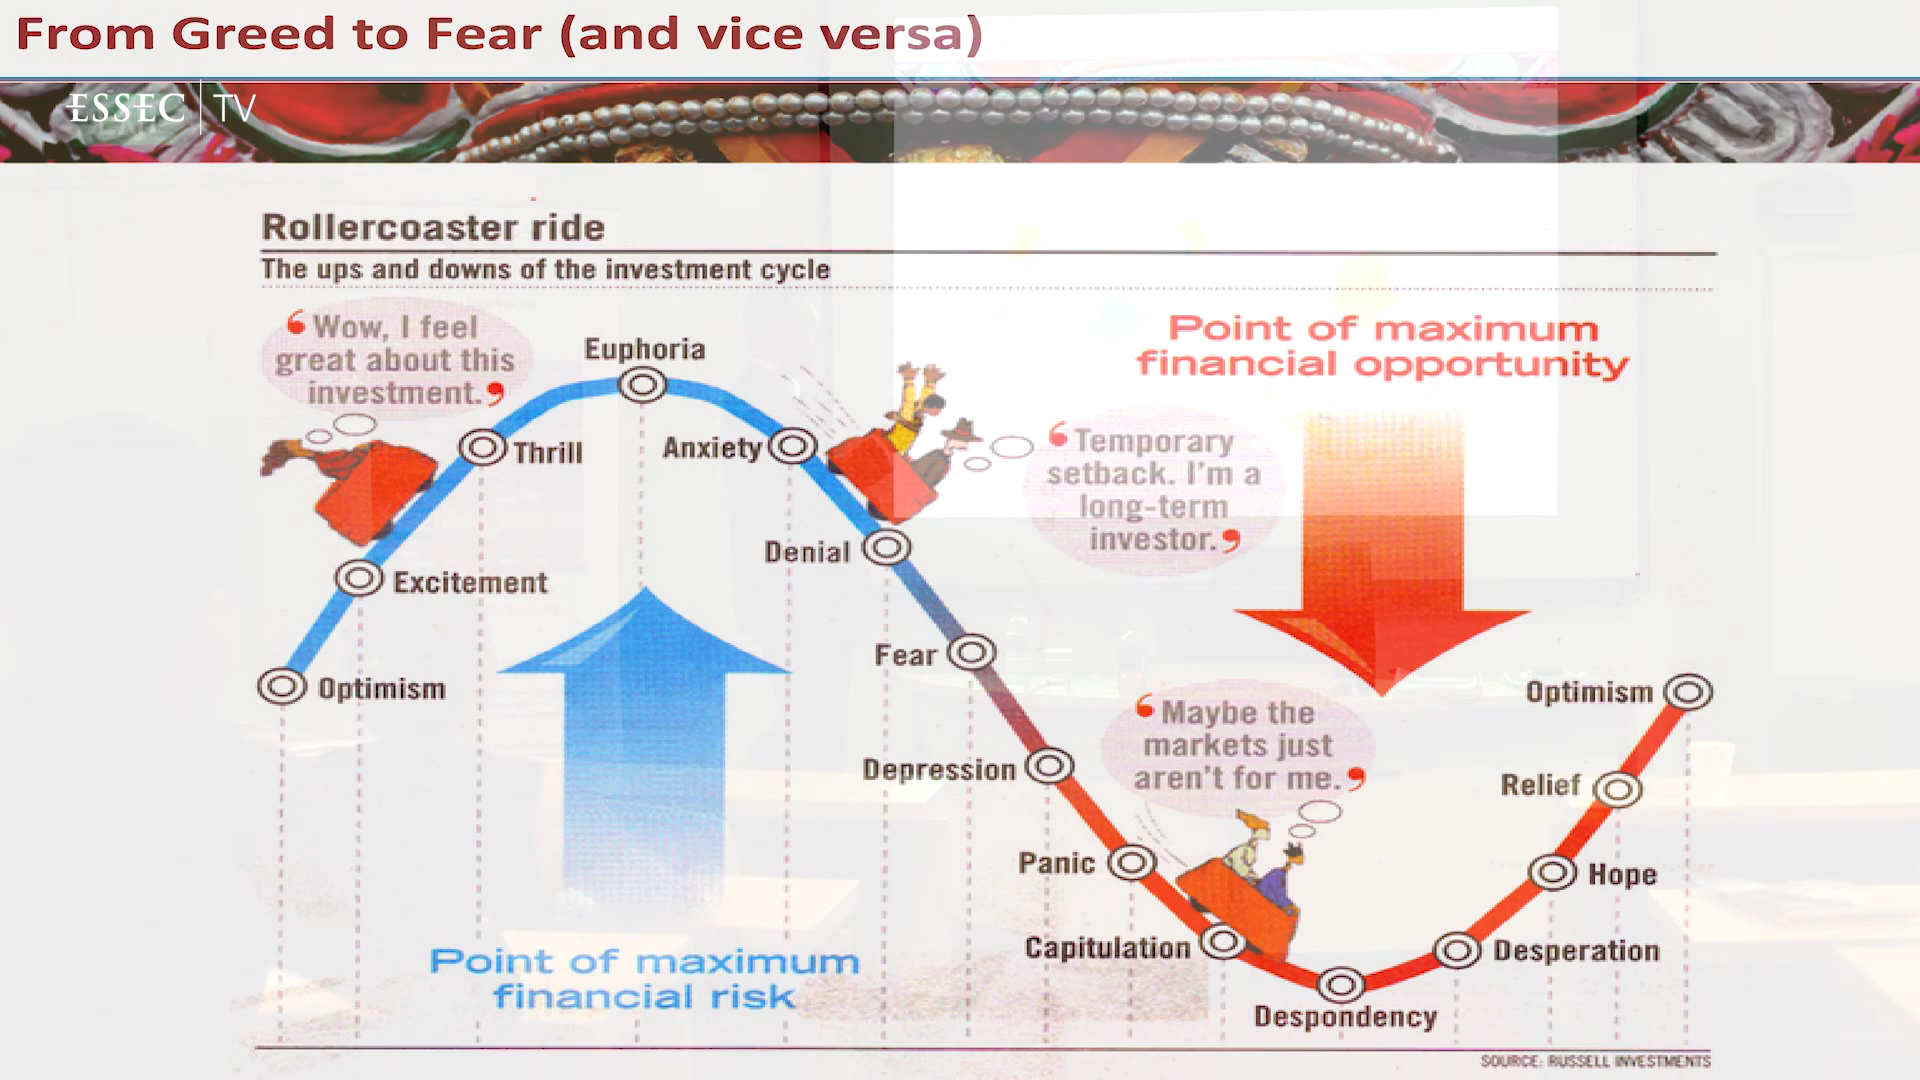 From Greed to Fear (and vice versa)
ESSEC TV
Rollercoaster ride
The ups and downs of the investment cycle
❛Wow, I feel
great about this
investment.❜
Euphoria
Thrill
Anxiety
Excitement
Denial
Optimism
Fear
Depression
Panic
Capitulation
Despondency
Desperation
Hope
Relief
Optimism
❛Temporary
setback. I'm a
long-term
investor.❜
❛Maybe the
markets just
aren't for me.❜
Point of maximum
financial opportunity
Point of maximum
financial risk
SOURCE: RUSSELL INVESTMENTS